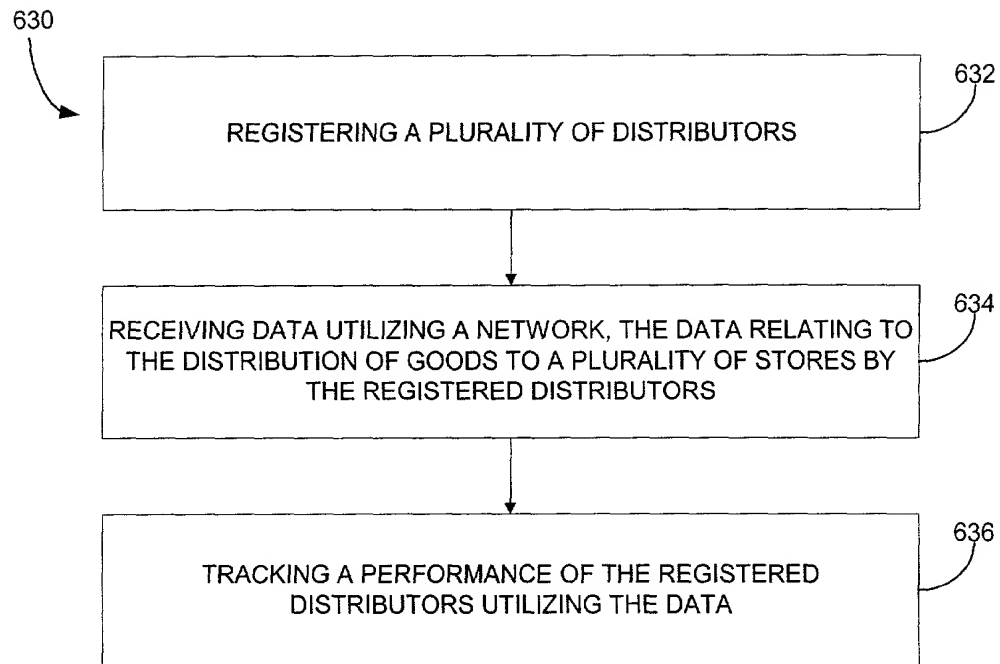 630
632
REGISTERING A PLURALITY OF DISTRIBUTORS
634
RECEIVING DATA UTILIZING A NETWORK, THE DATA RELATING TO
THE DISTRIBUTION OF GOODS TO A PLURALITY OF STORES BY
THE REGISTERED DISTRIBUTORS
636
TRACKING A PERFORMANCE OF THE REGISTERED
DISTRIBUTORS UTILIZING THE DATA